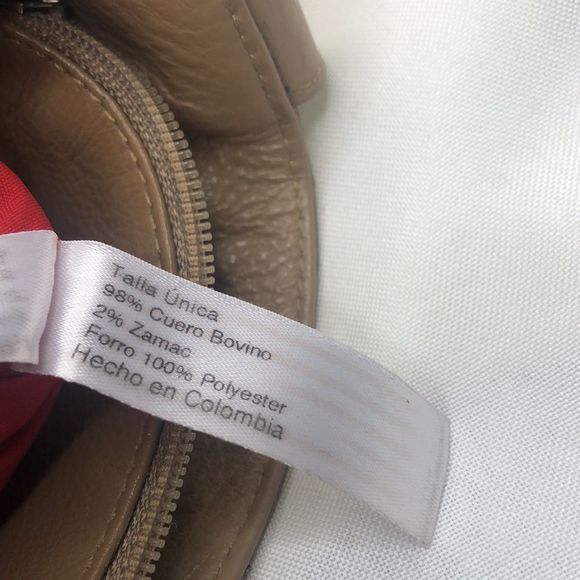 Talla Única
98% Cuero Bovino
2% Zamac
Forro 100% Polyester
Hecho en Colombia